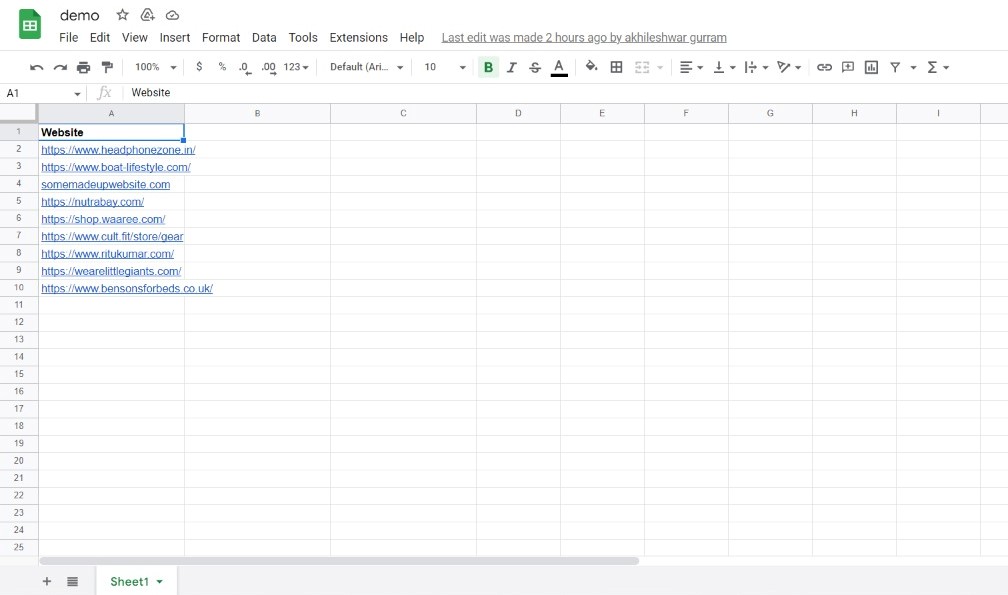 demo
File Edit View Insert Format Data Tools Extensions Help Last edit was made 2 hours ago by akhileshwar gurram
100% $ % .0 .00 123 Default (Ari... 10 B I S A Σ
A1 fx Website
A B C D E F G H I
1 Website
2 https://www.headphonezone.in/
3 https://www.boat-lifestyle.com/
4 somemadeupwebsite.com
5 https://nutrabay.com/
6 https://shop.waaree.com/
7 https://www.cult.fit/store/gear
8 https://www.ritukumar.com/
9 https://wearelittlegiants.com/
10 https://www.bensonsforbeds.co.uk/
11
12
13
14
15
16
17
18
19
20
21
22
23
24
25
+ Sheet1